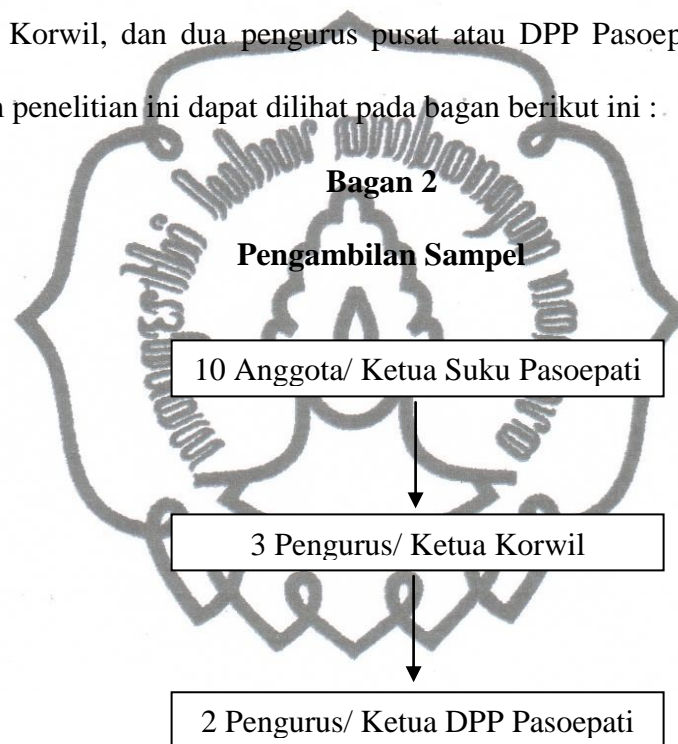 Korwil, dan dua pengurus pusat atau DPP Pasoep
penelitian ini dapat dilihat pada bagan berikut ini :
Bagan 2
Pengambilan Sampel
10 Anggota/ Ketua Suku Pasoepati
3 Pengurus/ Ketua Korwil
2 Pengurus/ Ketua DPP Pasoepati